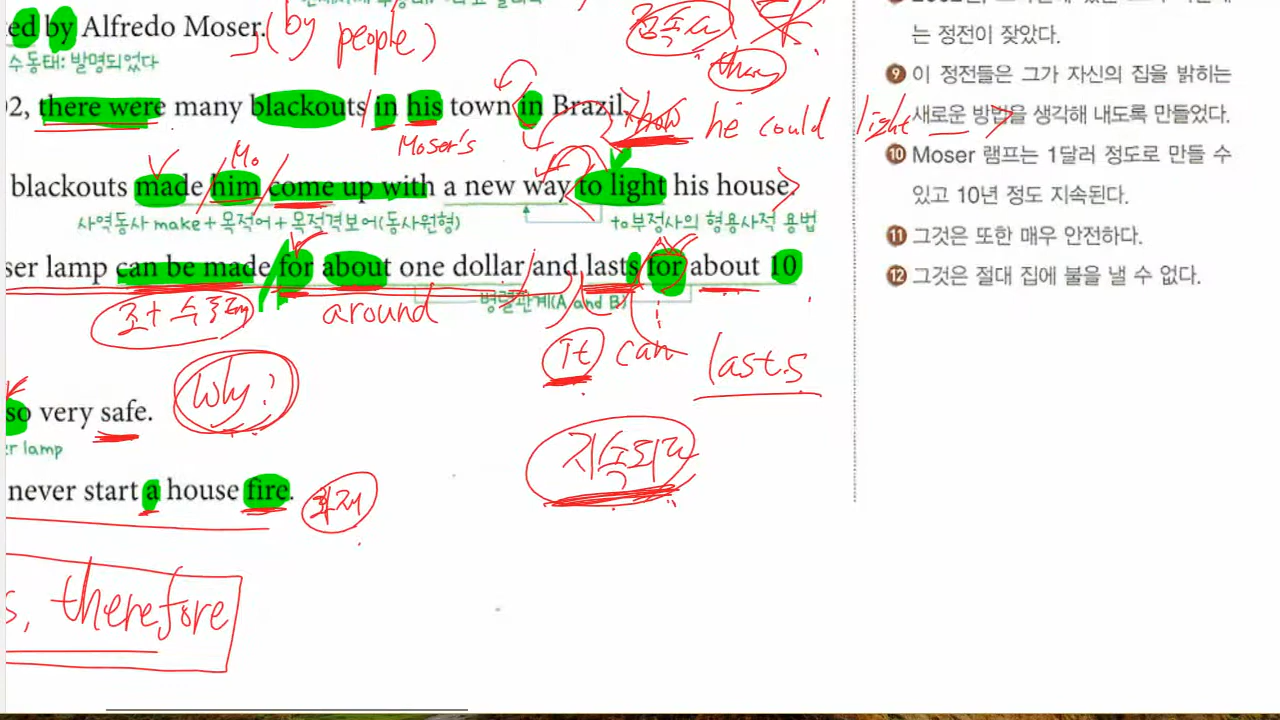 ed by Alfredo Moser.
(by people)
수동태: 발명되었다
접속사
they
2, there were many blackouts in his town in Brazil.
Moser's
how he could light
Mo
blackouts made him come up with a new way to light his house.
사역동사 make + 목적어 + 목적격보어(동사원형)
to부정사의 형용사적 용법
ser lamp can be made for about one dollar and lasts for about 10
병렬관계(A and B)
조+수동태
around
It can lasts
Why?
so very safe.
er lamp
지속되다
never start a house fire.
화재
s, therefore
는 정전이 잦았다.
❾ 이 정전들은 그가 자신의 집을 밝히는
새로운 방법을 생각해 내도록 만들었다.
❿ Moser 램프는 1달러 정도로 만들 수
있고 10년 정도 지속된다.
⓫ 그것은 또한 매우 안전하다.
⓬ 그것은 절대 집에 불을 낼 수 없다.